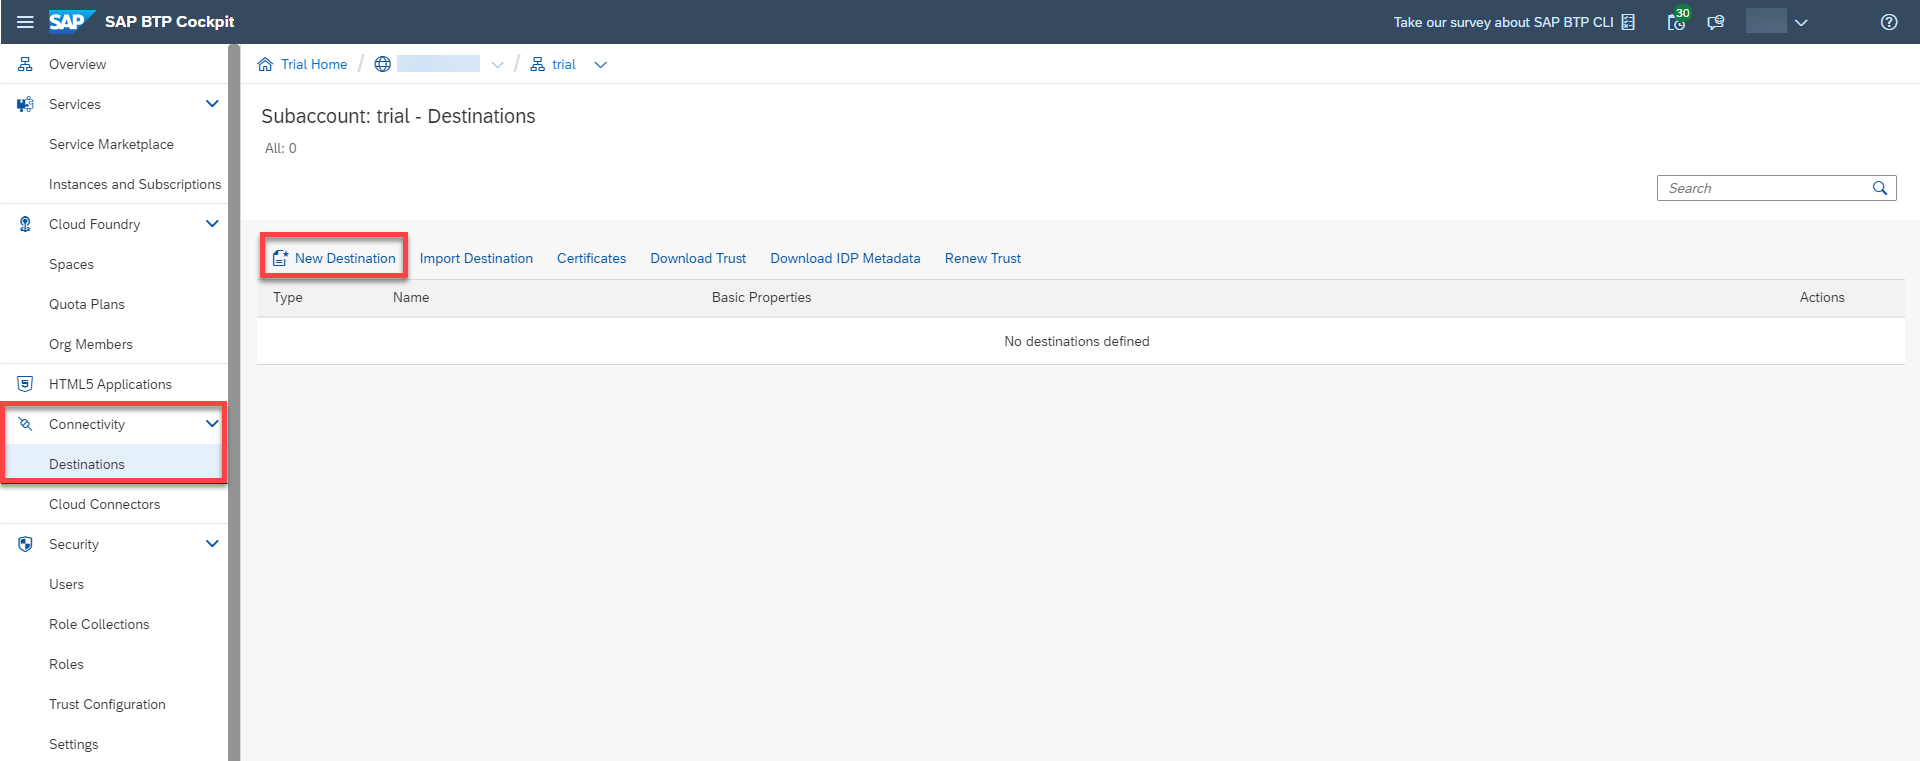 SAP SAP BTP Cockpit
Take our survey about SAP BTP CLI
30
Overview
Services
Service Marketplace
Instances and Subscriptions
Cloud Foundry
Spaces
Quota Plans
Org Members
5 HTML5 Applications
Connectivity
Destinations
Cloud Connectors
Security
Users
Role Collections
Roles
Trust Configuration
Settings
Trial Home / / trial
Subaccount: trial - Destinations
All: 0
Search
New Destination Import Destination Certificates Download Trust Download IDP Metadata Renew Trust
Type Name Basic Properties Actions
No destinations defined